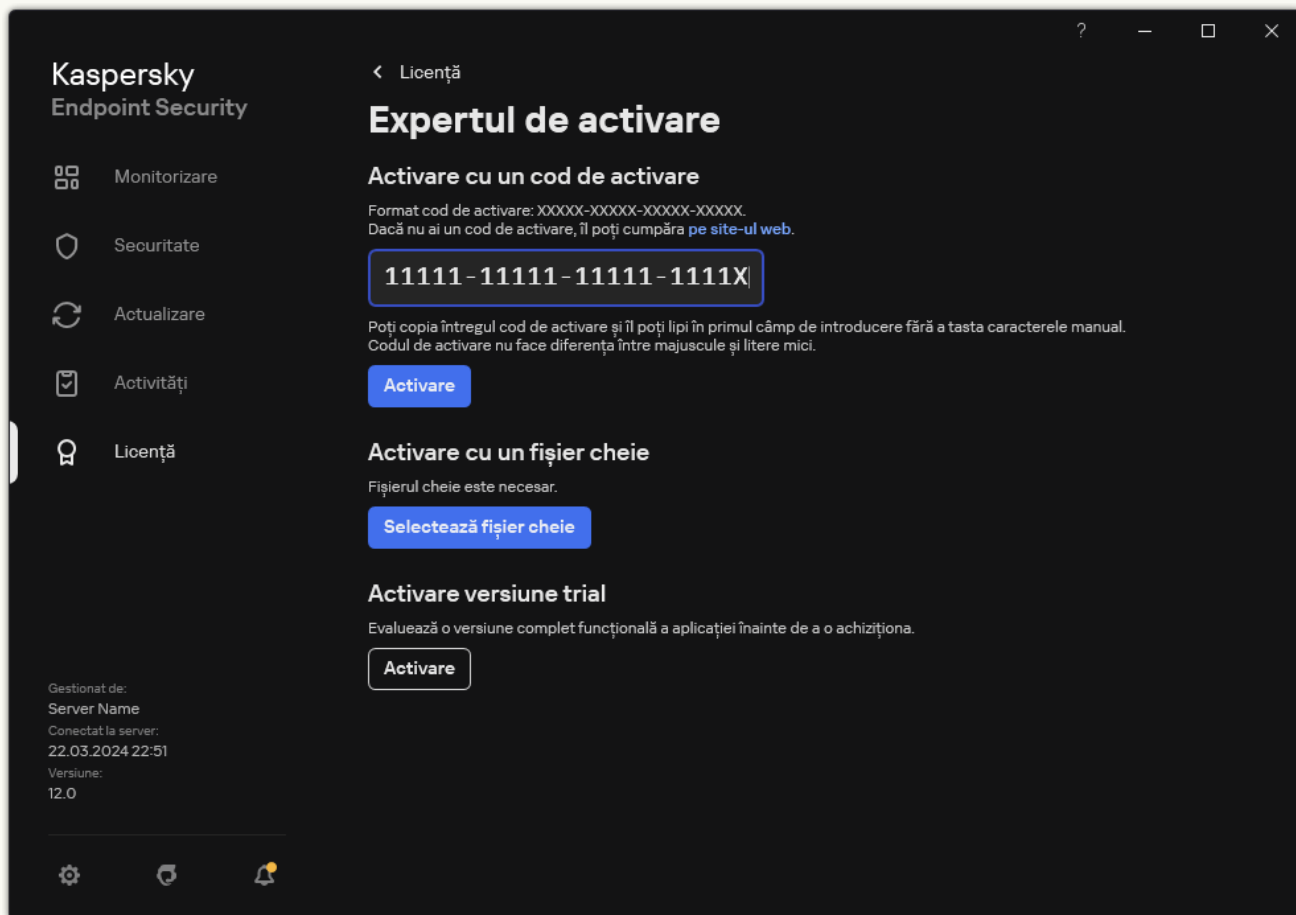 ?
Kaspersky
Endpoint Security
Monitorizare
Securitate
Actualizare
Activități
Licență
Gestionat de:
Server Name
Conectat la server:
22.03.2024 22:51
Versiune:
12.0
Licență
Expertul de activare
Activare cu un cod de activare
Format cod de activare: XXXXX-XXXXX-XXXXX-XXXXX.
Dacă nu ai un cod de activare, îl poți cumpăra pe site-ul web.
11111-11111-11111-1111X
Poți copia întregul cod de activare și îl poți lipi în primul câmp de introducere fără a tasta caracterele manual.
Codul de activare nu face diferența între majuscule și litere mici.
Activare
Activare cu un fișier cheie
Fișierul cheie este necesar.
Selectează fișier cheie
Activare versiune trial
Evaluează o versiune complet funcțională a aplicației înainte de a o achiziționa.
Activare